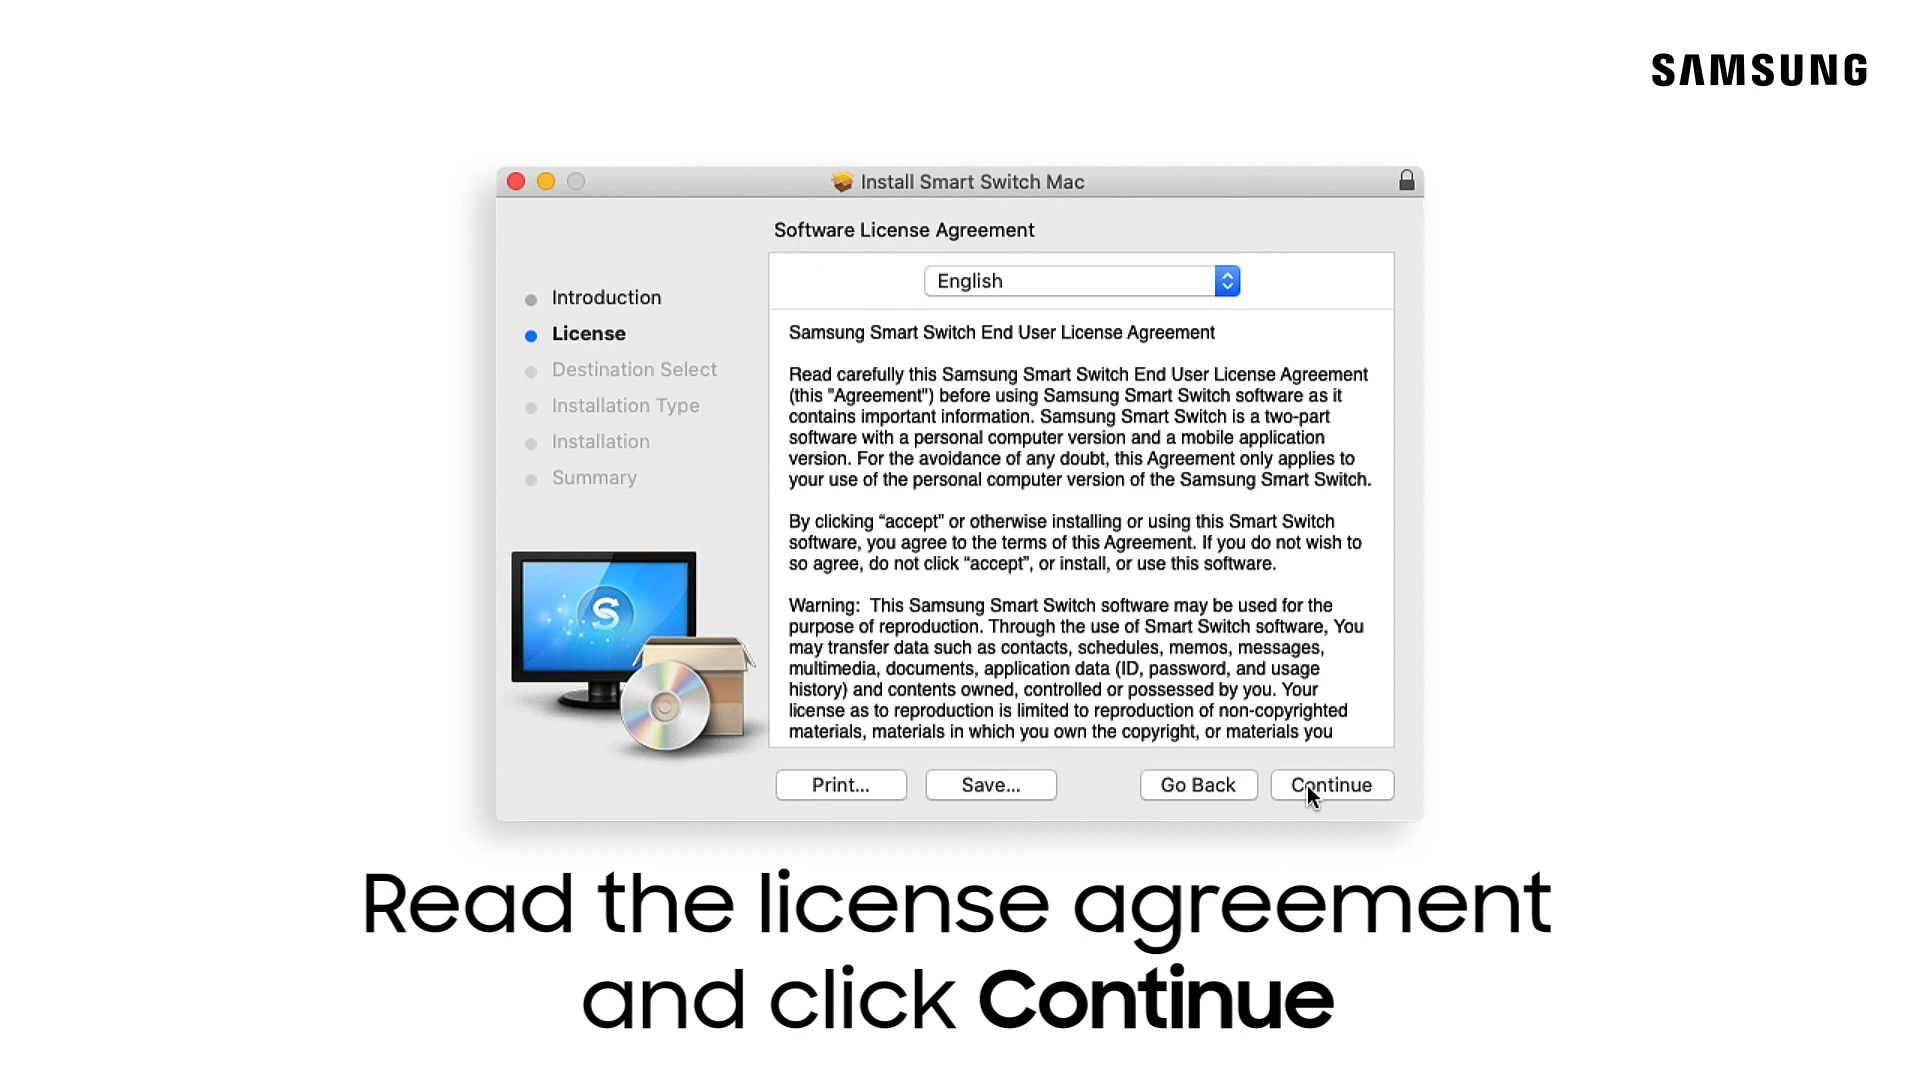 SAMSUNG
Install Smart Switch Mac
Software License Agreement
English
Introduction
License
Destination Select
Installation Type
Installation
Summary
Samsung Smart Switch End User License Agreement
Read carefully this Samsung Smart Switch End User License Agreement
(this "Agreement") before using Samsung Smart Switch software as it
contains important information. Samsung Smart Switch is a two-part
software with a personal computer version and a mobile application
version. For the avoidance of any doubt, this Agreement only applies to
your use of the personal computer version of the Samsung Smart Switch.
By clicking “accept” or otherwise installing or using this Smart Switch
software, you agree to the terms of this Agreement. If you do not wish to
so agree, do not click “accept”, or install, or use this software.
Warning:  This Samsung Smart Switch software may be used for the
purpose of reproduction. Through the use of Smart Switch software, You
may transfer data such as contacts, schedules, memos, messages,
multimedia, documents, application data (ID, password, and usage
history) and contents owned, controlled or possessed by you. Your
license as to reproduction is limited to reproduction of non-copyrighted
materials, materials in which you own the copyright, or materials you
S
Print...
Save...
Go Back
Continue
Read the license agreement
and click Continue